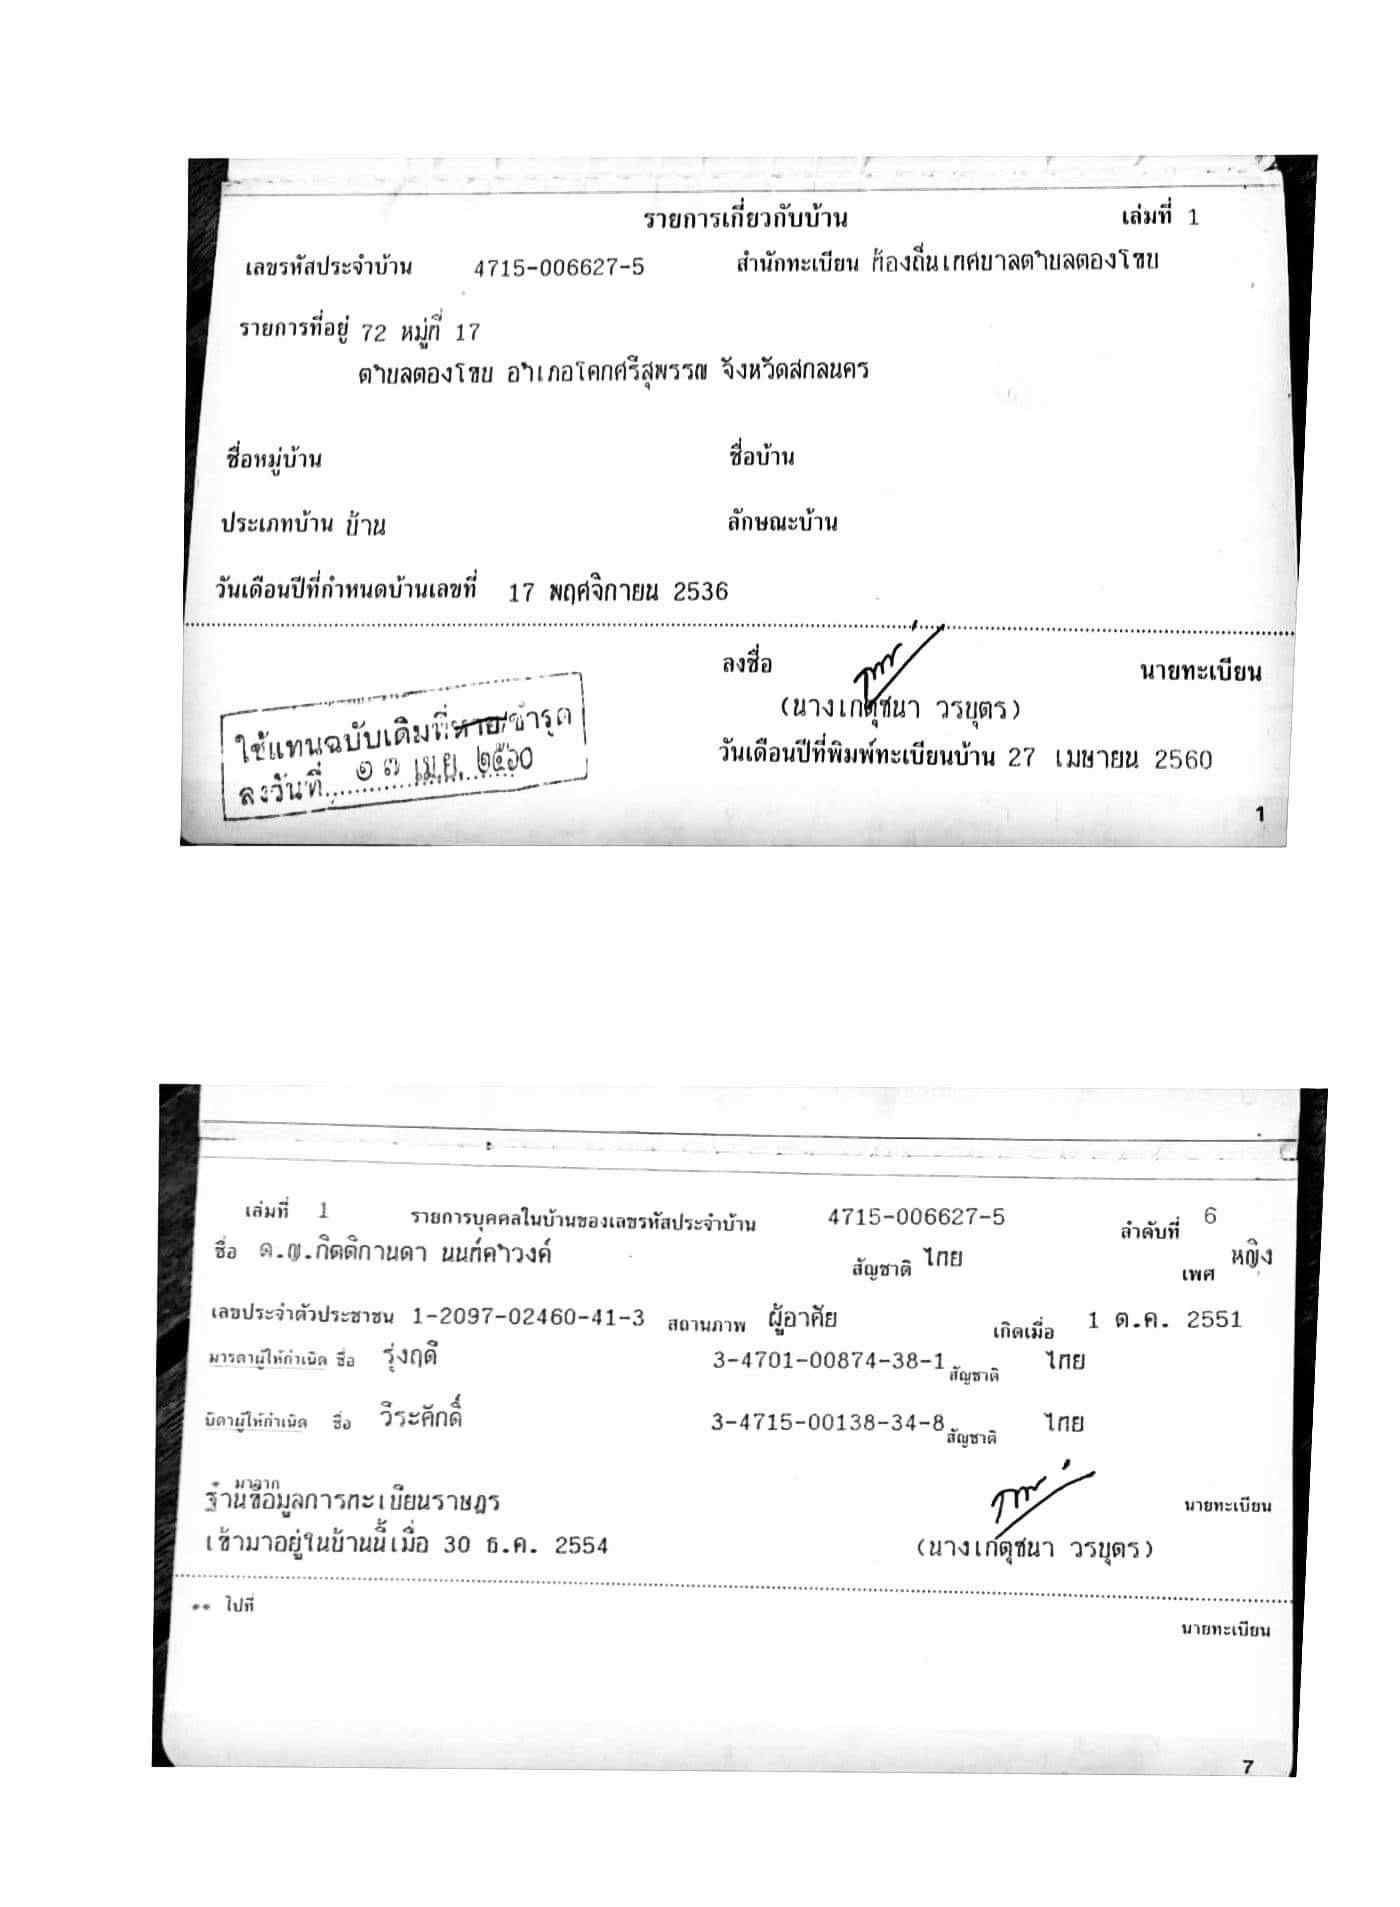 รายการเกี่ยวกับบ้าน เล่มที่ 1
เลขรหัสประจำบ้าน 4715-006627-5 สำนักทะเบียน ท้องถิ่นเทศบาลตำบลตองโขบ
รายการที่อยู่ 72 หมู่ที่ 17
ตำบลตองโขบ อำเภอโคกศรีสุพรรณ จังหวัดสกลนคร
ชื่อหมู่บ้าน ชื่อบ้าน
ประเภทบ้าน บ้าน ลักษณะบ้าน
วันเดือนปีที่กำหนดบ้านเลขที่ 17 พฤศจิกายน 2536
ลงชื่อ นายทะเบียน
(นางเกตุชนา วรบุตร)
วันเดือนปีที่พิมพ์ทะเบียนบ้าน 27 เมษายน 2560
ใช้แทนฉบับเดิมที่หาย/ชำรุด
ลงวันที่ เม.ย. ๒๕๖๐
1
เล่มที่ 1 รายการบุคคลในบ้านของเลขรหัสประจำบ้าน 4715-006627-5 ลำดับที่ 6
ชื่อ ด.ญ.กิตติกานดา นนท์คำวงค์ สัญชาติ ไทย เพศ หญิง
เลขประจำตัวประชาชน 1-2097-02460-41-3 สถานภาพ ผู้อาศัย เกิดเมื่อ 1 ต.ค. 2551
มารดาผู้ให้กำเนิด ชื่อ รุ่งฤดี 3-4701-00874-38-1 สัญชาติ ไทย
บิดาผู้ให้กำเนิด ชื่อ วีระศักดิ์ 3-4715-00138-34-8 สัญชาติ ไทย
* มาจาก
ฐานข้อมูลการทะเบียนราษฎร นายทะเบียน
เข้ามาอยู่ในบ้านนี้เมื่อ 30 ธ.ค. 2554 (นางเกตุชนา วรบุตร)
** ไปที่
นายทะเบียน
7